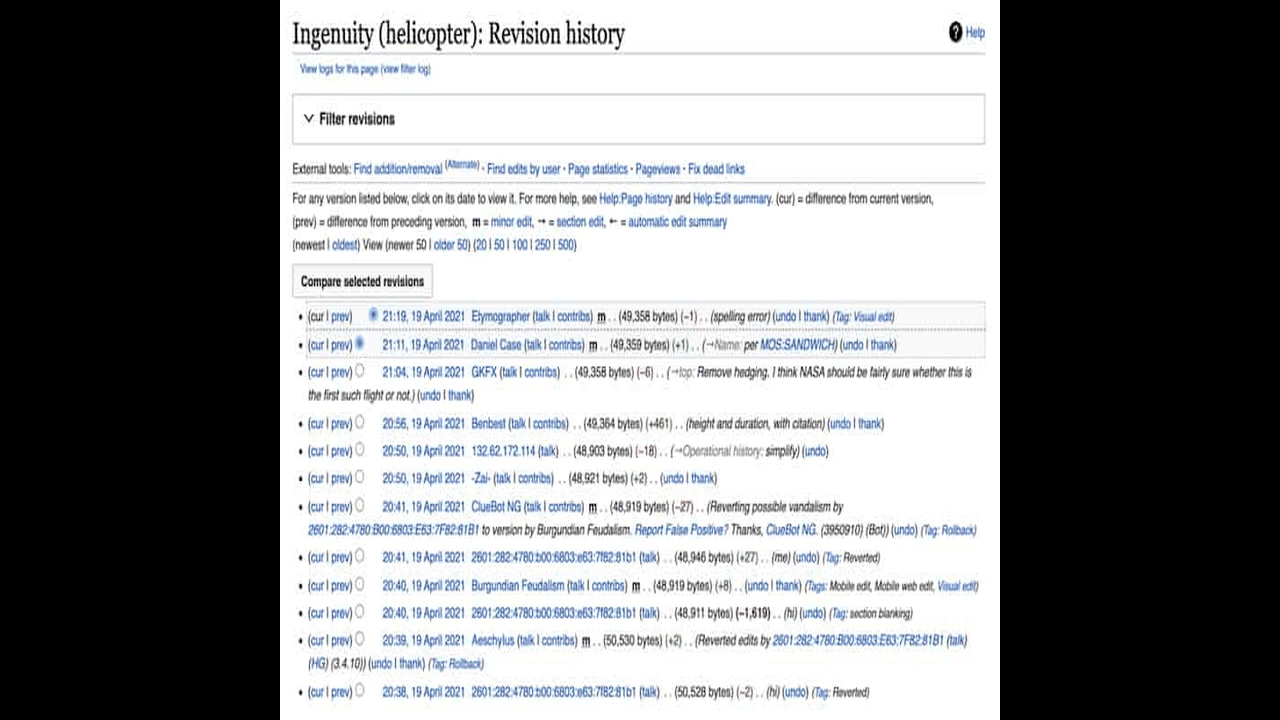 Ingenuity (helicopter): Revision history
Help
View logs for this page (view filter log)
Filter revisions
External tools: Find addition/removal (Alternate) · Find edits by user · Page statistics · Pageviews · Fix dead links
For any version listed below, click on its date to view it. For more help, see Help:Page history and Help:Edit summary. (cur) = difference from current version,
(prev) = difference from preceding version, m = minor edit, → = section edit, ← = automatic edit summary
(newest | oldest) View (newer 50 | older 50) (20 | 50 | 100 | 250 | 500)
Compare selected revisions
• (cur | prev) 21:19, 19 April 2021 Etymographer (talk | contribs) m . . (49,358 bytes) (−1) . . (spelling error) (undo | thank) (Tag: Visual edit)
• (cur | prev) 21:11, 19 April 2021 Daniel Case (talk | contribs) m . . (49,359 bytes) (+1) . . (→Name: per MOS:SANDWICH) (undo | thank)
• (cur | prev) 21:04, 19 April 2021 GKFX (talk | contribs) . . (49,358 bytes) (−6) . . (→top: Remove hedging. I think NASA should be fairly sure whether this is
the first such flight or not.) (undo | thank)
• (cur | prev) 20:56, 19 April 2021 Benbest (talk | contribs) . . (49,364 bytes) (+461) . . (height and duration, with citation) (undo | thank)
• (cur | prev) 20:50, 19 April 2021 132.62.172.114 (talk) . . (48,903 bytes) (−18) . . (→Operational history: simplify) (undo)
• (cur | prev) 20:50, 19 April 2021 -Zai- (talk | contribs) . . (48,921 bytes) (+2) . . (undo | thank)
• (cur | prev) 20:41, 19 April 2021 ClueBot NG (talk | contribs) m . . (48,919 bytes) (−27) . . (Reverting possible vandalism by
2601:282:4780:B00:6803:E63:7F82:81B1 to version by Burgundian Feudalism. Report False Positive? Thanks, ClueBot NG. (3950910) (Bot)) (undo) (Tag: Rollback)
• (cur | prev) 20:41, 19 April 2021 2601:282:4780:b00:6803:e63:7f82:81b1 (talk) . . (48,946 bytes) (+27) . . (me) (undo) (Tag: Reverted)
• (cur | prev) 20:40, 19 April 2021 Burgundian Feudalism (talk | contribs) m . . (48,919 bytes) (+8) . . (undo | thank) (Tags: Mobile edit, Mobile web edit, Visual edit)
• (cur | prev) 20:40, 19 April 2021 2601:282:4780:b00:6803:e63:7f82:81b1 (talk) . . (48,911 bytes) (−1,619) . . (hi) (undo) (Tag: section blanking)
• (cur | prev) 20:39, 19 April 2021 Aeschylus (talk | contribs) m . . (50,530 bytes) (+2) . . (Reverted edits by 2601:282:4780:B00:6803:E63:7F82:81B1 (talk)
(HG) (3.4.10)) (undo | thank) (Tag: Rollback)
• (cur | prev) 20:38, 19 April 2021 2601:282:4780:b00:6803:e63:7f82:81b1 (talk) . . (50,528 bytes) (−2) . . (hi) (undo) (Tag: Reverted)